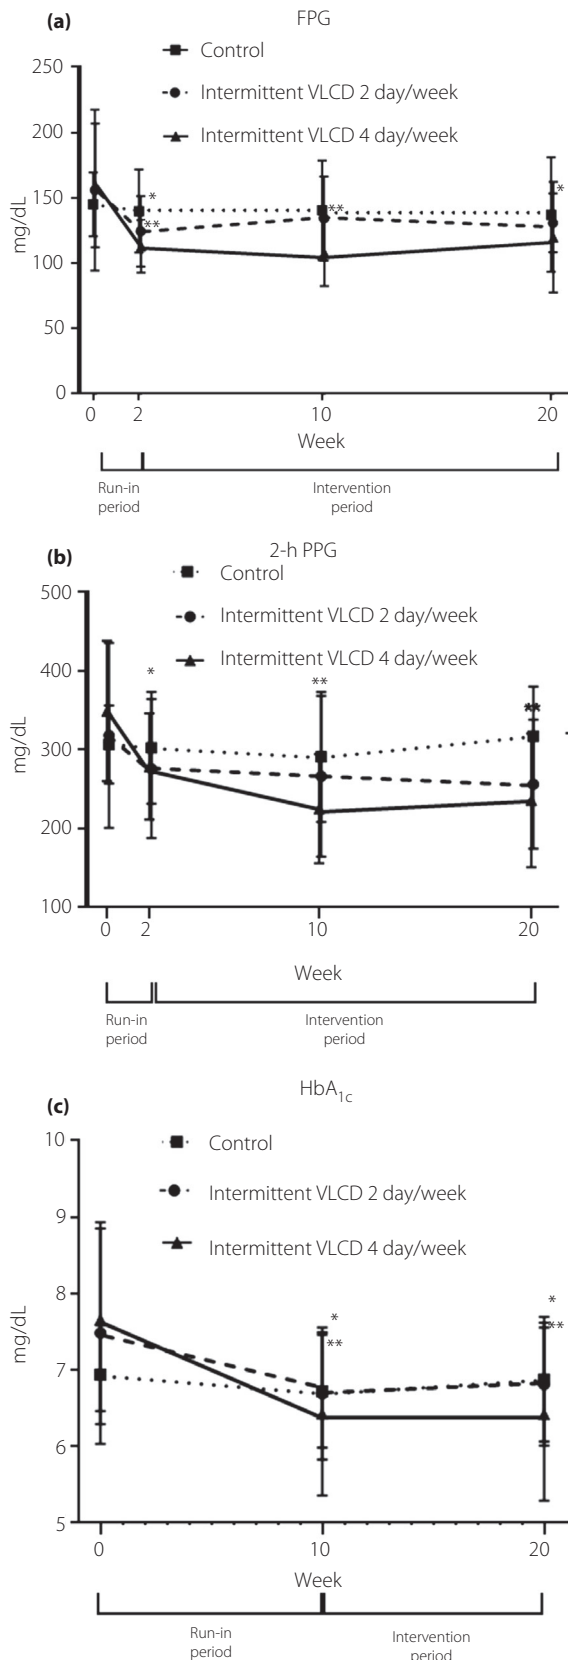 (a)
FPG
Control
Intermittent VLCD 2 day/week
Intermittent VLCD 4 day/week
250
200
150
100
50
0
mg/dL
*
**
**
*
0 2 10 20
Week
Run-in
period
Intervention
period
(b)
2-h PPG
Control
Intermittent VLCD 2 day/week
Intermittent VLCD 4 day/week
500
400
300
200
100
mg/dL
*
**
**
0 2 10 20
Week
Run-in
period
Intervention
period
(c)
HbA1c
Control
Intermittent VLCD 2 day/week
Intermittent VLCD 4 day/week
10
9
8
7
6
5
mg/dL
*
**
*
**
0 10 20
Week
Run-in
period
Intervention
period